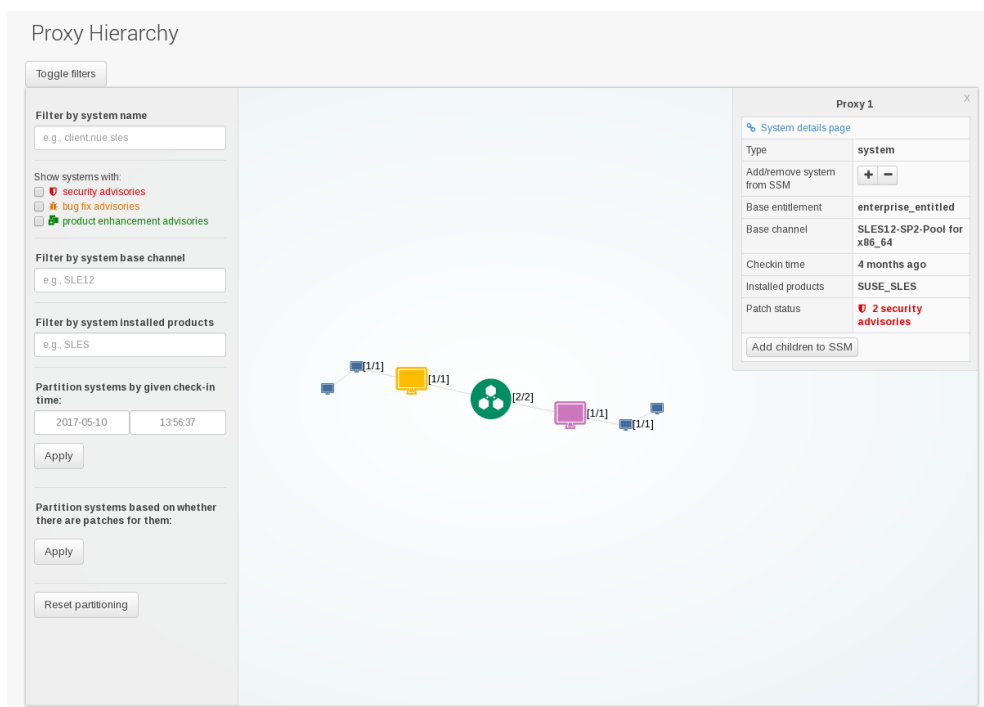 Proxy Hierarchy
Toggle filters
Filter by system name
e.g., client.nue.sles
Show systems with:
security advisories
bug fix advisories
product enhancement advisories
Filter by system base channel
e.g., SLE12
Filter by system installed products
e.g., SLES
Partition systems by given check-in
time:
2017-05-10 13:56:37
Apply
Partition systems based on whether
there are patches for them:
Apply
Reset partitioning
[1/1]
[1/1]
[2/2]
[1/1]
[1/1]
Proxy 1 X
System details page
Type system
Add/remove system
from SSM + −
Base entitlement enterprise_entitled
Base channel SLES12-SP2-Pool for
x86_64
Checkin time 4 months ago
Installed products SUSE_SLES
Patch status 2 security
advisories
Add children to SSM